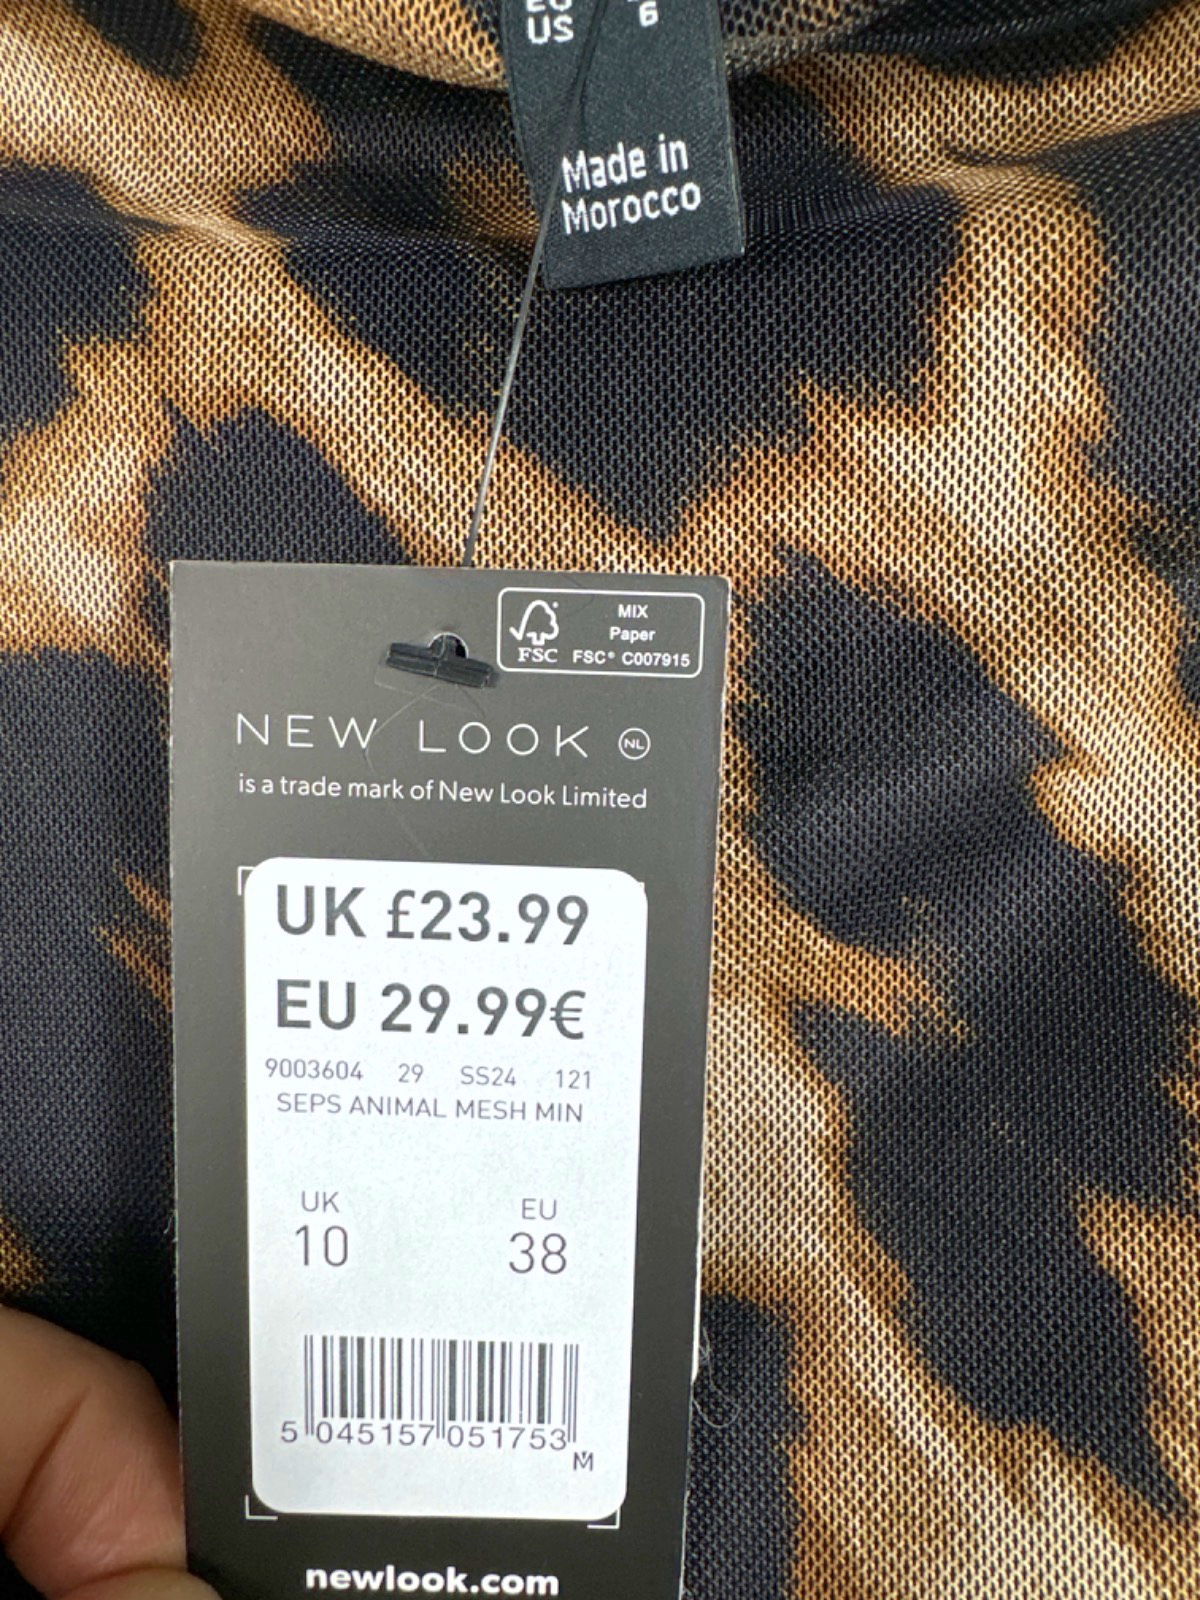 US 6
Made in
Morocco
MIX
Paper
FSC FSC® C007915
NEW LOOK NL
is a trade mark of New Look Limited
UK £23.99
EU 29.99€
9003604 29 SS24 121
SEPS ANIMAL MESH MIN
UK EU
10 38
5 045157 051753
M
newlook.com